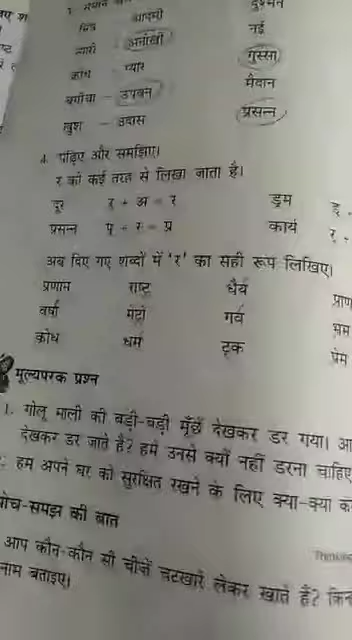 आदमी
मित्र नई
अनोखी गुस्सा
क्रोध प्यार मैदान
बगीचा - उपवन
खुश - उदास प्रसन्न
4. पढ़िए और समझिए।
र को कई तरह से लिखा जाता है।
दूर र + अ = र ड्रम
प्रसन्न प् + र = प्र कार्य
अब दिए गए शब्दों में 'र' का सही रूप लिखिए।
राष्ट धैर्य
गर्व
धर्म ट्रक
मूल्यपरक प्रश्न
1. गोलू माली की बड़ी-बड़ी मूँछें देखकर डर गया।
देखकर डर जाते है? हमें उनसे क्यों नहीं डरना चाहिए
हम अपने घर को सुरक्षित रखने के लिए क्या-क्या
सोच-समझ की बात
Thinking
आप कौन-कौन सी चीजें चटखारे लेकर खाते हैं?
नाम बताइए।